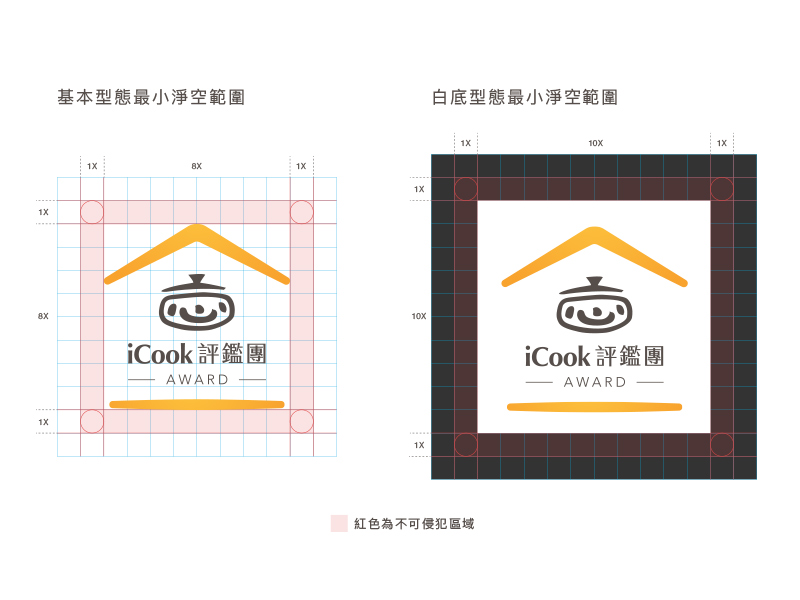 基本型態最小淨空範圍
白底型態最小淨空範圍
1X
8X
1X
1X
8X
1X
iCook 評鑑團
AWARD
1X
10X
1X
1X
10X
1X
iCook 評鑑團
AWARD
紅色為不可侵犯區域